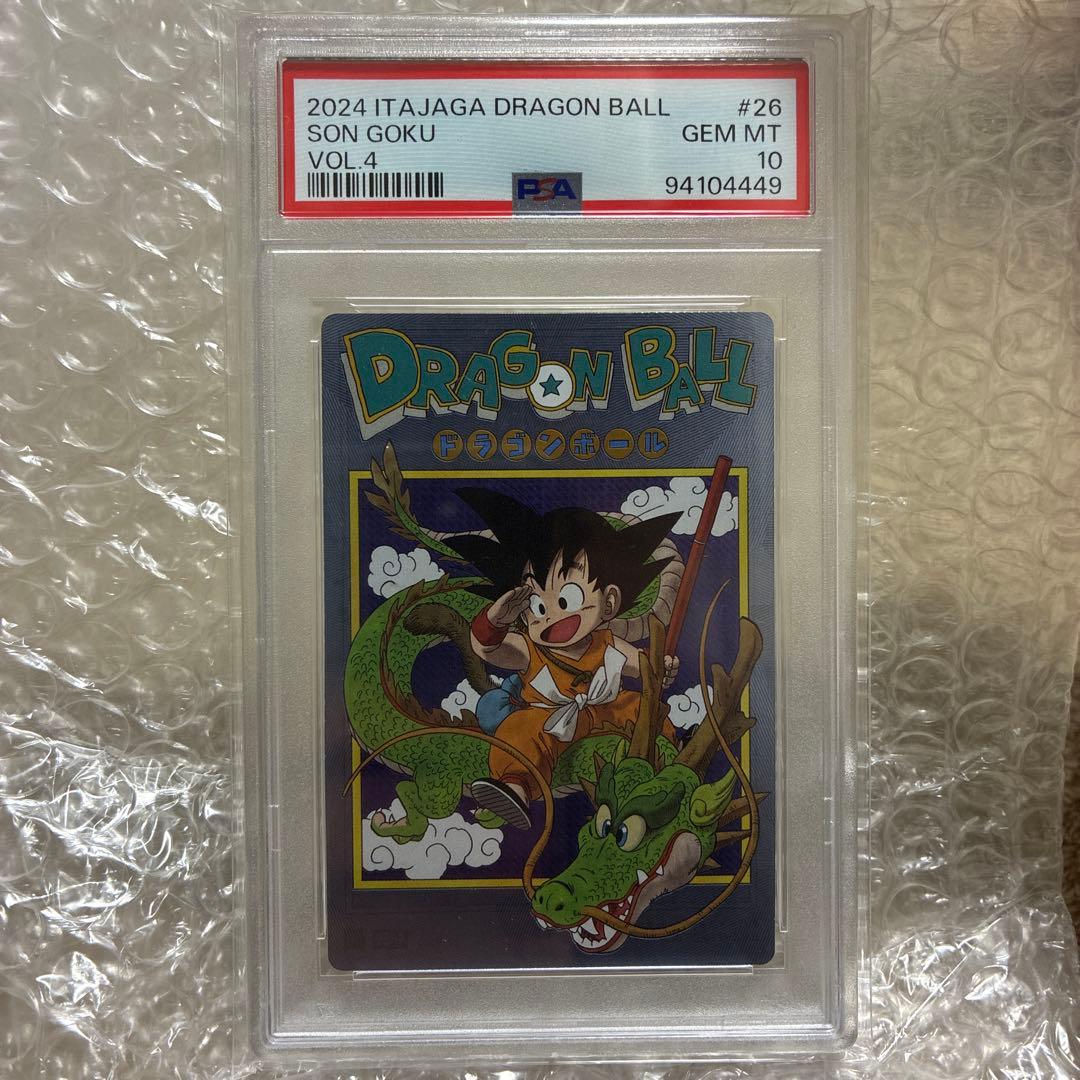 2024 ITAJAGA DRAGON BALL #26
SON GOKU GEM MT
VOL.4 10
PSA 94104449
DRAGON BALL
ドラゴンボール